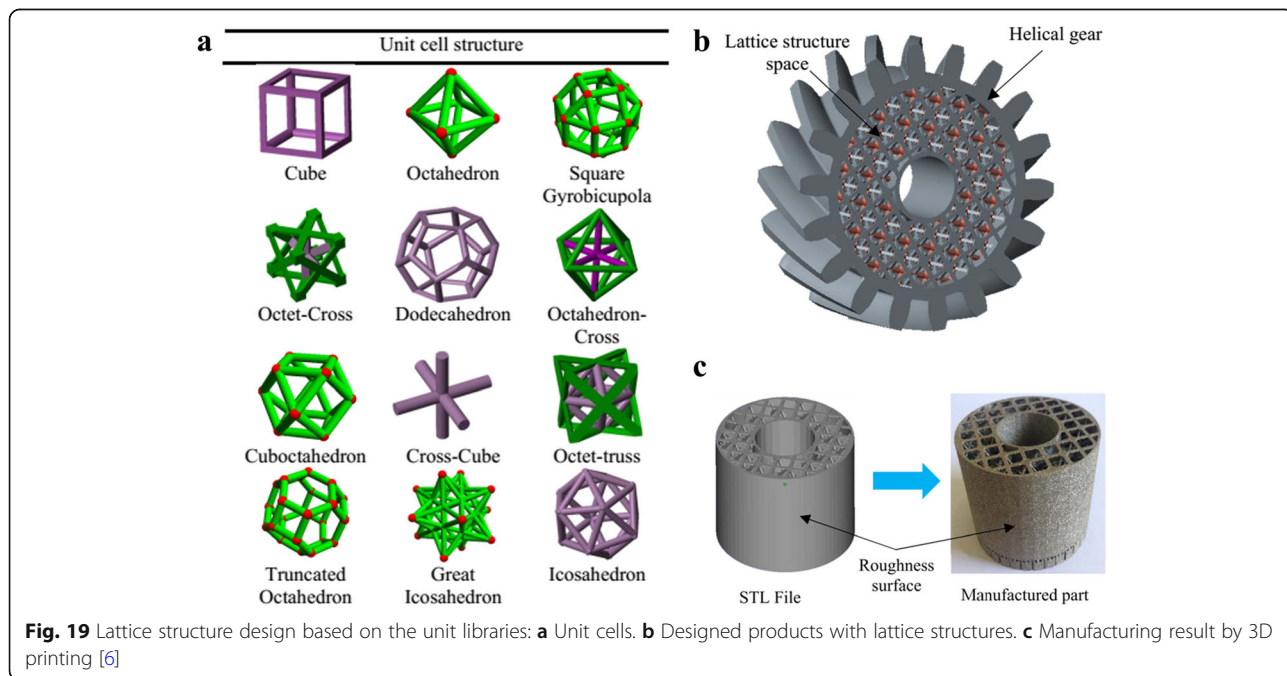 a
Unit cell structure
Cube
Octahedron
Square
Gyrobicupola
Octet-Cross
Dodecahedron
Octahedron-
Cross
Cuboctahedron
Cross-Cube
Octet-truss
Truncated
Octahedron
Great
Icosahedron
Icosahedron
b
Lattice structure
space
Helical gear
c
Roughness
surface
STL File
Manufactured part
Fig. 19 Lattice structure design based on the unit libraries: a Unit cells. b Designed products with lattice structures. c Manufacturing result by 3D
printing [6]